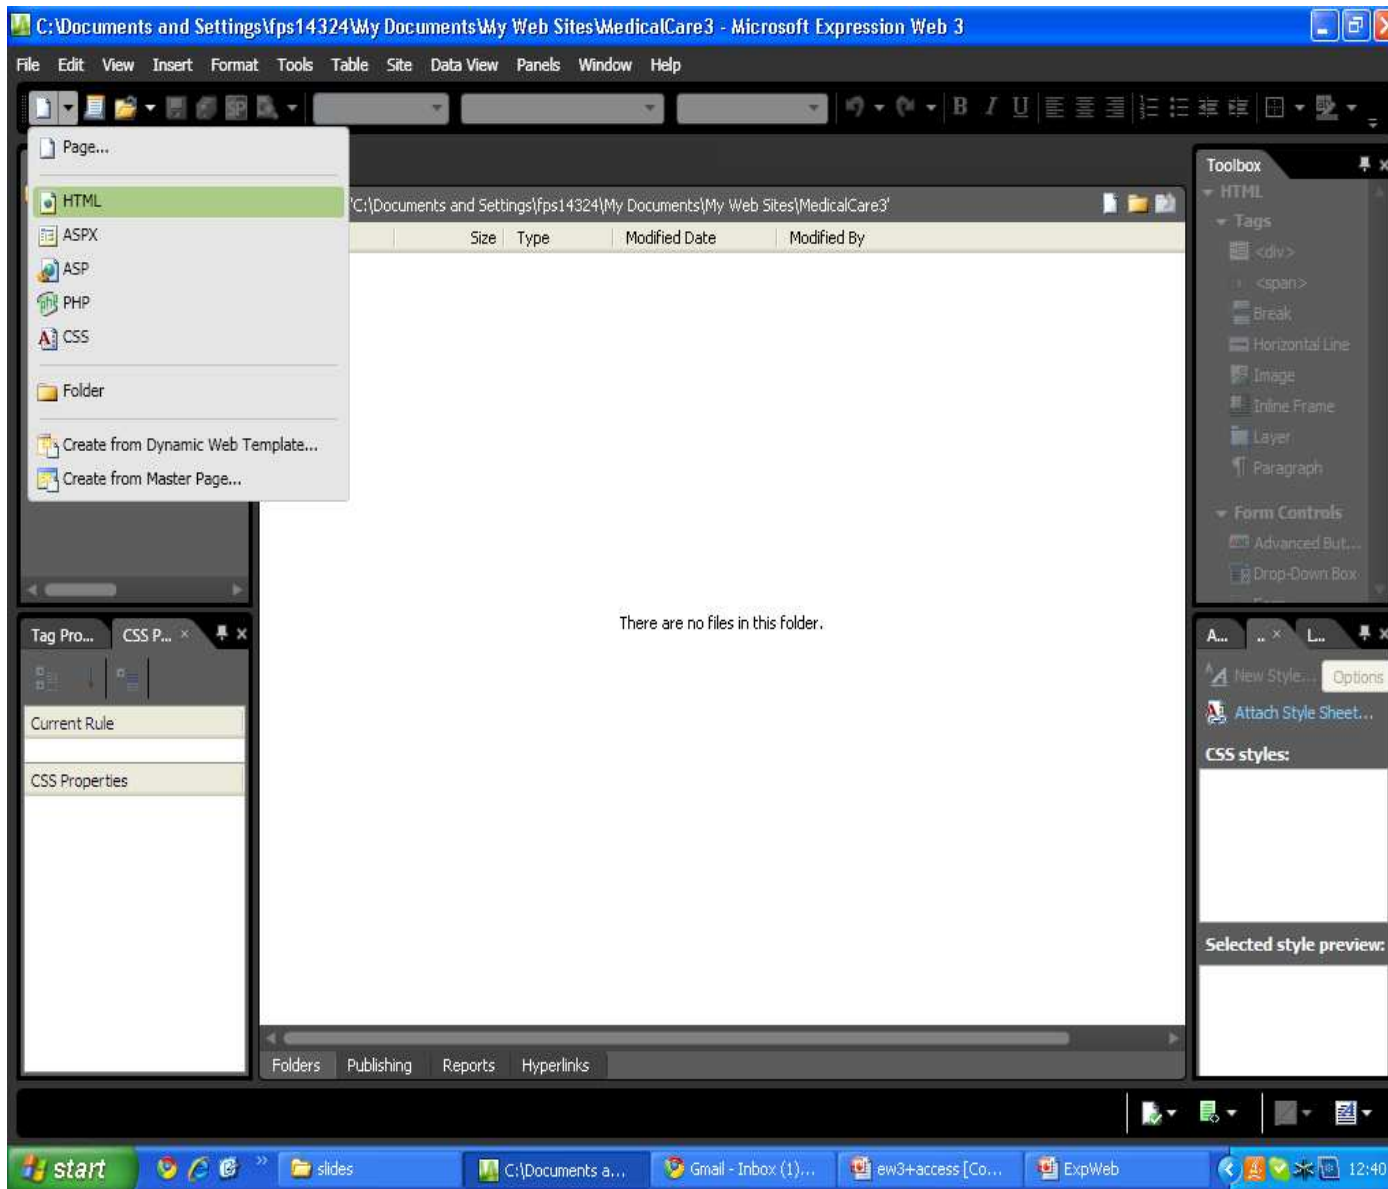 C:\Documents and Settings\fps14324\My Documents\My Web Sites\MedicalCare3 - Microsoft Expression Web 3
File Edit View Insert Format Tools Table Site Data View Panels Window Help
SP B I U
Page...
HTML
ASPX
ASP
PHP
CSS
Folder
Create from Dynamic Web Template...
Create from Master Page...
'C:\Documents and Settings\fps14324\My Documents\My Web Sites\MedicalCare3'
Size Type Modified Date Modified By
There are no files in this folder.
Folders Publishing Reports Hyperlinks
Toolbox
HTML
Tags
<div>
<span>
Break
Horizontal Line
Image
Inline Frame
Layer
Paragraph
Form Controls
Advanced But...
Drop-Down Box
Tag Pro... CSS P...
Current Rule
CSS Properties
A... .. L...
New Style... Options
Attach Style Sheet...
CSS styles:
Selected style preview:
start slides C:\Documents a... Gmail - Inbox (1)... ew3+access [Co... ExpWeb 12:40